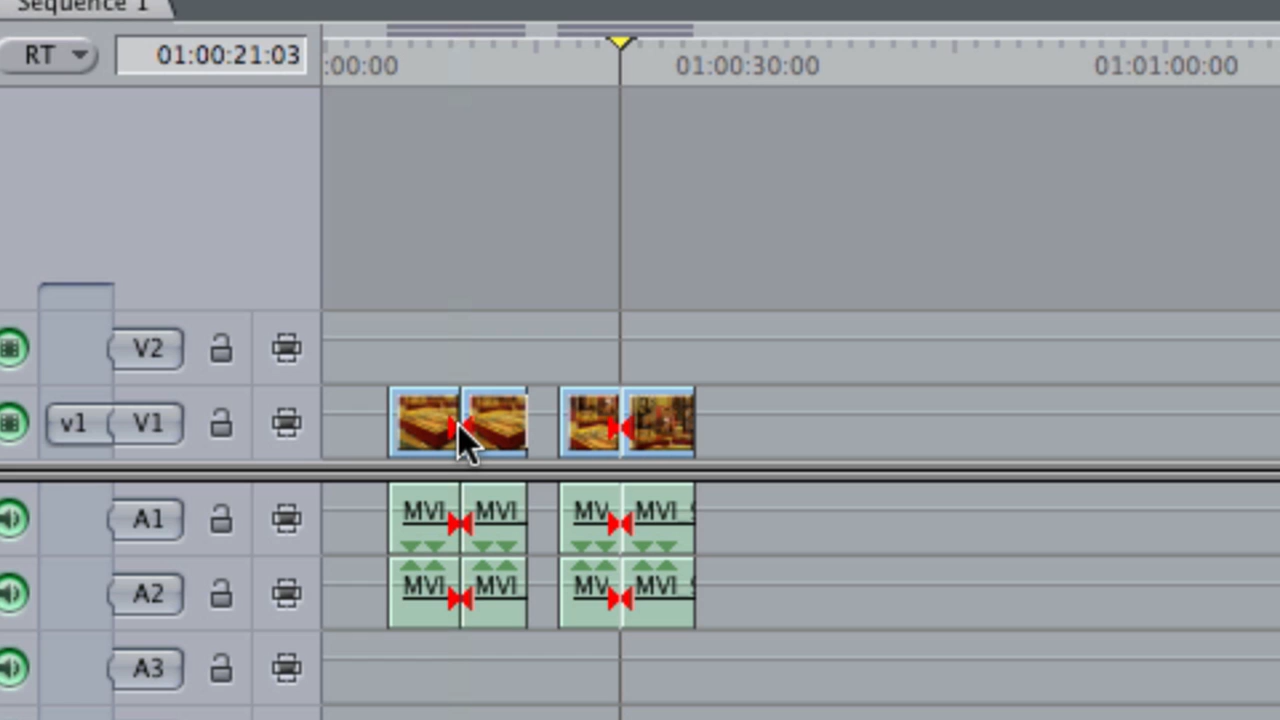 Sequence 1
RT 01:00:21:03 :00:00 01:00:30:00 01:01:00:00
V2
v1 V1
A1 MVI MVI MV MVI
A2 MVI MVI MV MVI
A3